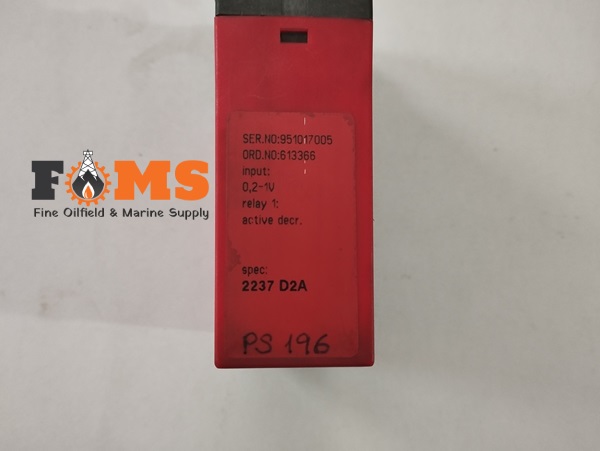 SER.NO:951017005
ORD.NO:613366
input:
0,2-1V
relay 1:
active decr.
spec:
2237 D2A
PS 196
FOMS
Fine Oilfield & Marine Supply